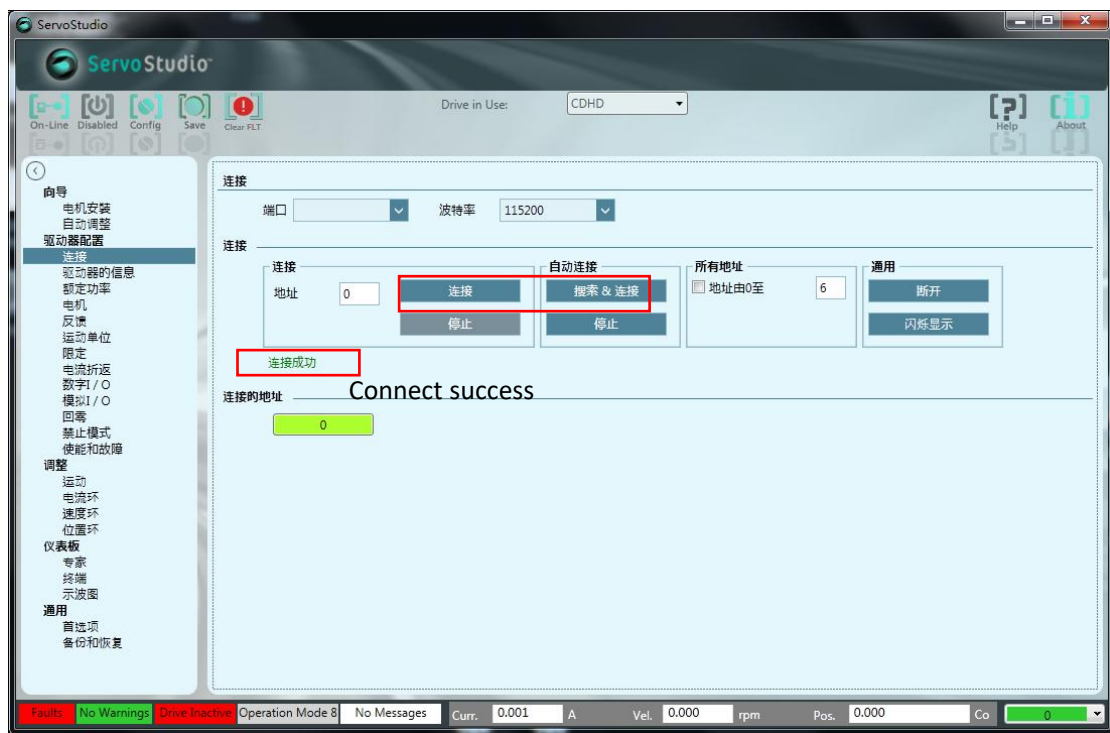 ServoStudio
ServoStudio
On-Line
Disabled
Config
Save
Clear FLT
Drive in Use:
CDHD
Help
About
向导
电机安装
自动调整
驱动器配置
连接
驱动器的信息
额定功率
电机
反馈
运动单位
限定
电流折返
数字I / O
模拟I / O
回零
禁止模式
使能和故障
调整
运动
电流环
速度环
位置环
仪表板
专家
终端
示波图
通用
首选项
备份和恢复
连接
端口
波特率 115200
连接
连接
地址 0 连接
停止
自动连接
搜索 & 连接
停止
所有地址
地址由0至 6
通用
断开
闪烁显示
连接成功
Connect success
连接的地址
0
Faults No Warnings Drive Inactive Operation Mode 8 No Messages Curr. 0.001 A Vel. 0.000 rpm Pos. 0.000 Co 0